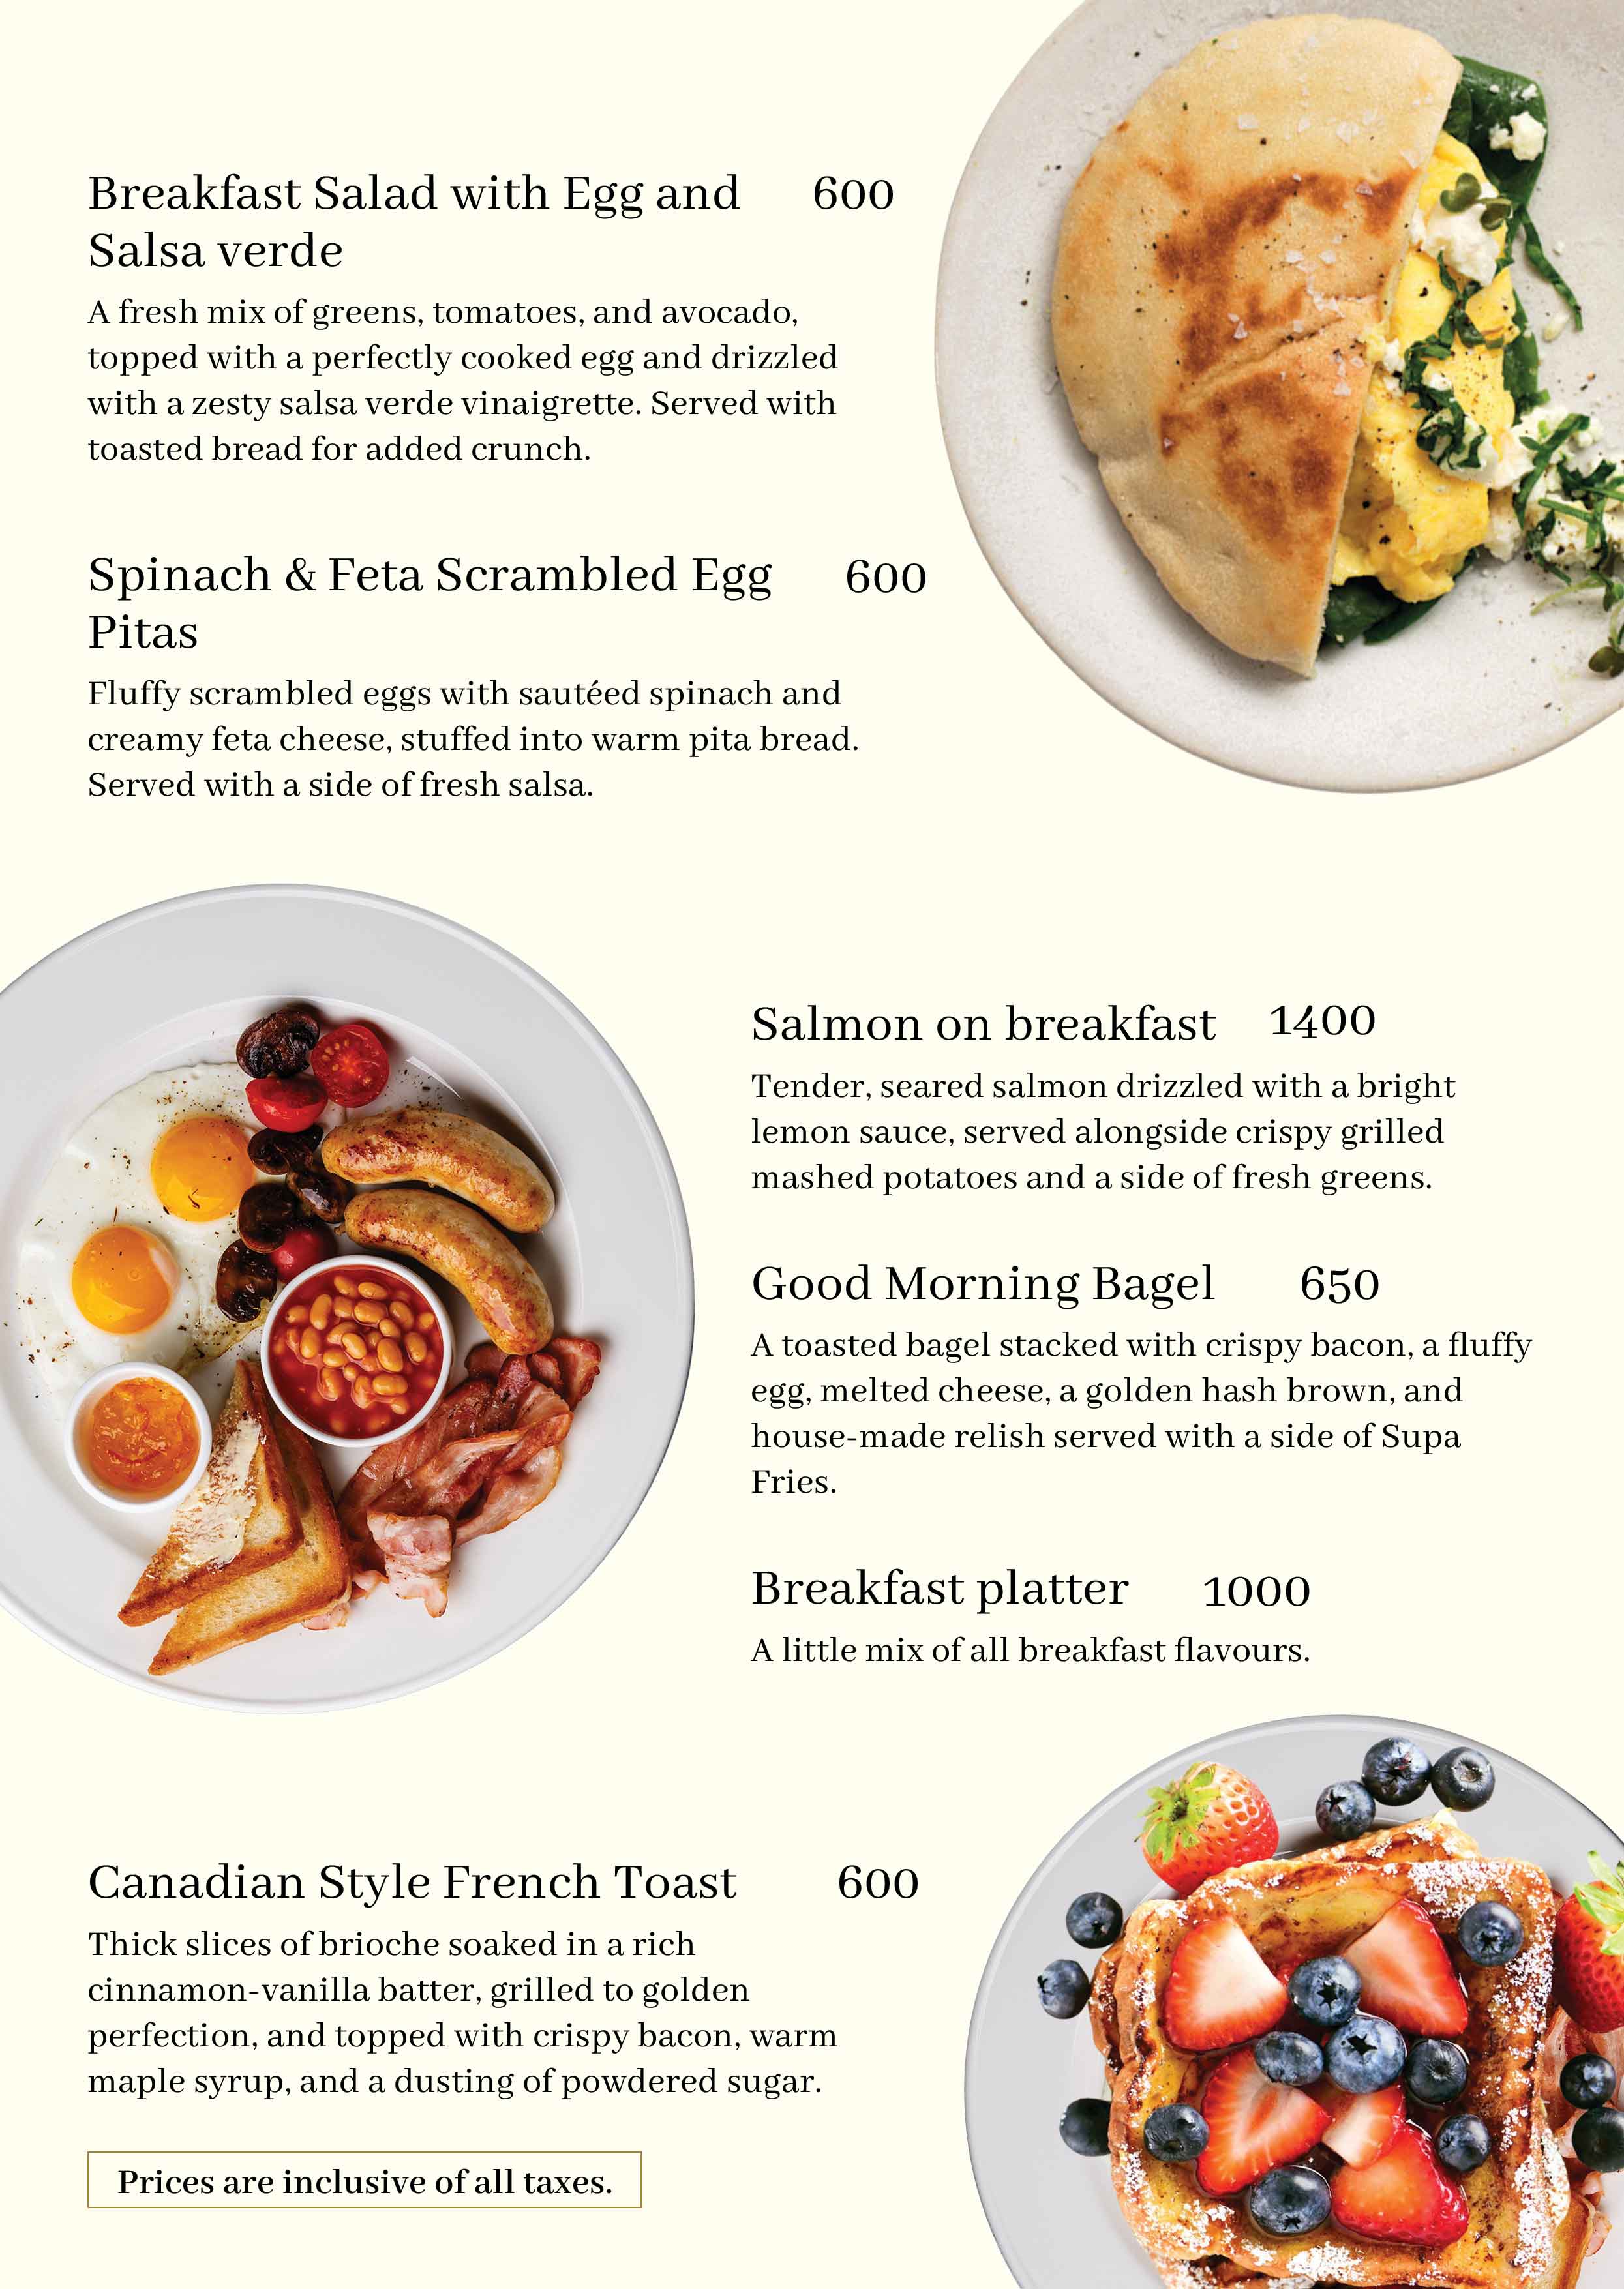 Breakfast Salad with Egg and 600
Salsa verde
A fresh mix of greens, tomatoes, and avocado,
topped with a perfectly cooked egg and drizzled
with a zesty salsa verde vinaigrette. Served with
toasted bread for added crunch.
Spinach & Feta Scrambled Egg 600
Pitas
Fluffy scrambled eggs with sautéed spinach and
creamy feta cheese, stuffed into warm pita bread.
Served with a side of fresh salsa.
Salmon on breakfast 1400
Tender, seared salmon drizzled with a bright
lemon sauce, served alongside crispy grilled
mashed potatoes and a side of fresh greens.
Good Morning Bagel 650
A toasted bagel stacked with crispy bacon, a fluffy
egg, melted cheese, a golden hash brown, and
house-made relish served with a side of Supa
Fries.
Breakfast platter 1000
A little mix of all breakfast flavours.
Canadian Style French Toast 600
Thick slices of brioche soaked in a rich
cinnamon-vanilla batter, grilled to golden
perfection, and topped with crispy bacon, warm
maple syrup, and a dusting of powdered sugar.
Prices are inclusive of all taxes.